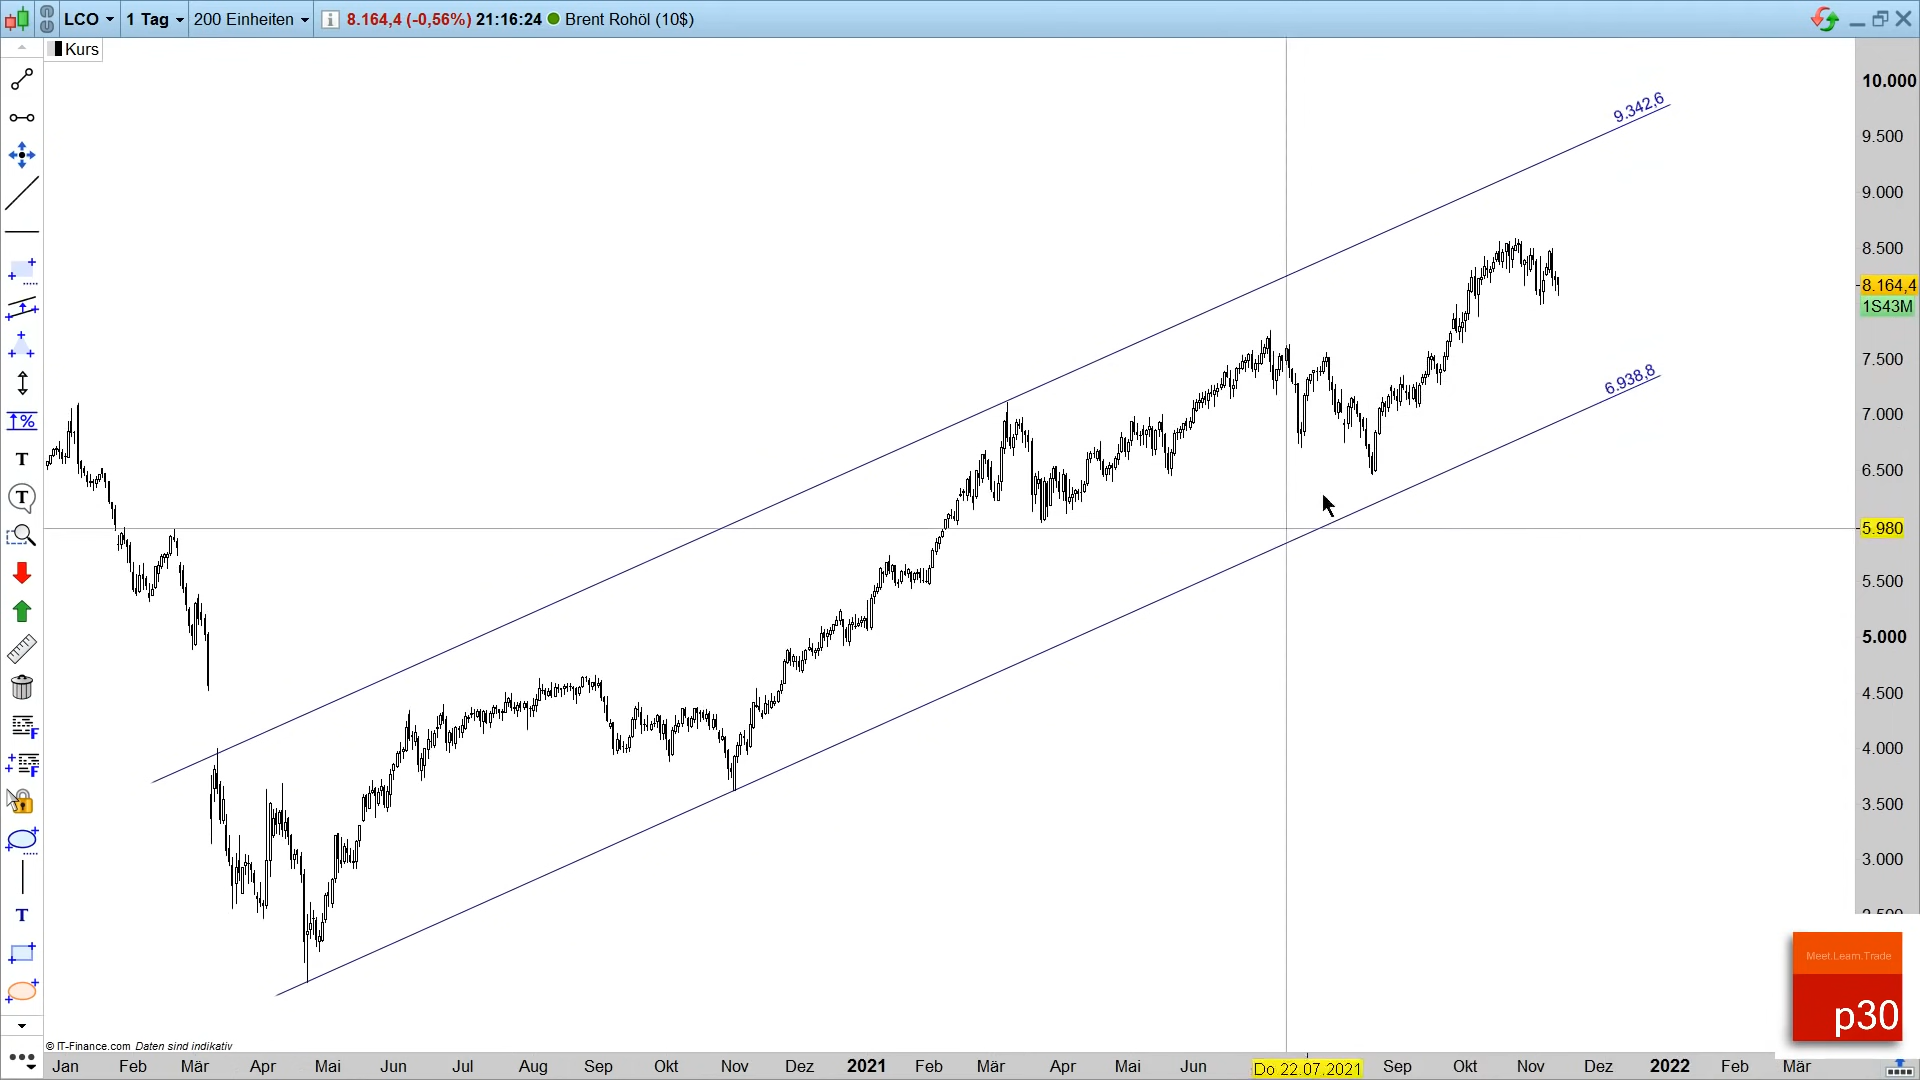 LCO 1 Tag 200 Einheiten 8.164,4 (-0,56%) 21:16:24 Brent Rohöl (10$)
Kurs
10.000
9.342,6
9.500
9.000
8.500
8.164,4
1S43M
7.500
6.938,8
7.000
6.500
5.980
5.500
5.000
4.500
4.000
3.500
3.000
Meet.Learn.Trade
p30
© IT-Finance.com Daten sind indikativ
Jan Feb Mär Apr Mai Jun Jul Aug Sep Okt Nov Dez 2021 Feb Mär Apr Mai Jun Do 22.07.2021 Sep Okt Nov Dez 2022 Feb Mär